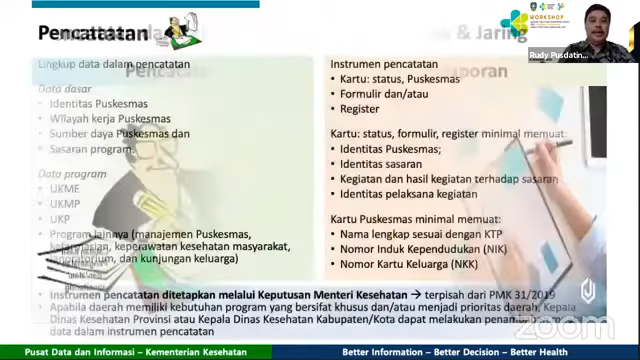 Pencatatan
& Jaring
WORKSHOP
Rudy Pusdatin...
Lingkup data dalam pencatatan
Data dasar
• Identitas Puskesmas
• Wilayah kerja Puskesmas
• Sumber daya Puskesmas dan
• Sasaran program.
Data program
• UKME
• UKMP
• UKP
• Program lainnya (manajemen Puskesmas,
kefarmasian, keperawatan kesehatan masyarakat,
laboratorium, dan kunjungan keluarga)
Instrumen pencatatan
• Kartu: status, Puskesmas
• Formulir dan/atau
• Register
Kartu: status, formulir, register minimal memuat:
• Identitas Puskesmas;
• Identitas sasaran
• Kegiatan dan hasil kegiatan terhadap sasaran
• Identitas pelaksana kegiatan
Kartu Puskesmas minimal memuat:
• Nama lengkap sesuai dengan KTP
• Nomor Induk Kependudukan (NIK)
• Nomor Kartu Keluarga (NKK)
• Instrumen pencatatan ditetapkan melalui Keputusan Menteri Kesehatan → terpisah dari PMK 31/2019
• Apabila daerah memiliki kebutuhan program yang bersifat khusus dan/atau menjadi prioritas daerah, Kepala
Dinas Kesehatan Provinsi atau Kepala Dinas Kesehatan Kabupaten/Kota dapat melakukan penambahan
data dalam instrumen pencatatan
zoom
Pusat Data dan Informasi – Kementerian Kesehatan
Better Information – Better Decision – Better Health